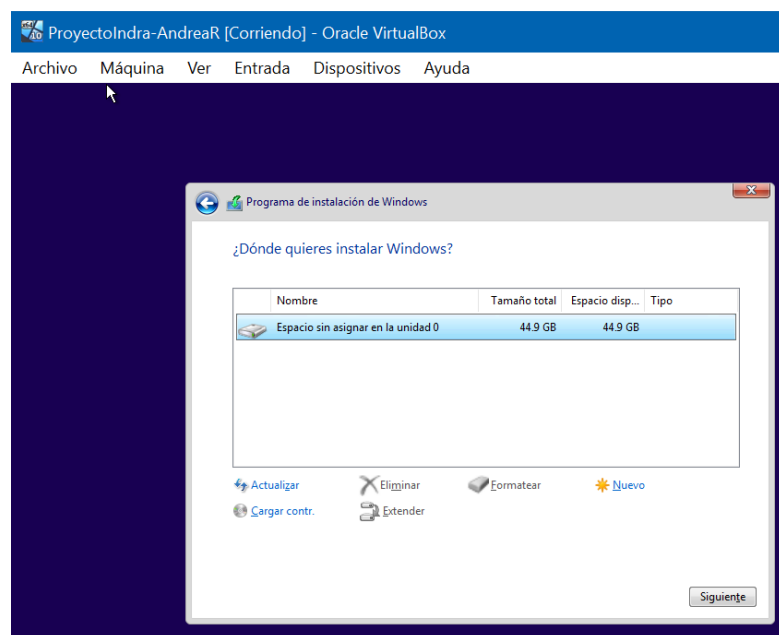 ProyectoIndra-AndreaR [Corriendo] - Oracle VirtualBox
Archivo Máquina Ver Entrada Dispositivos Ayuda
Programa de instalación de Windows
¿Dónde quieres instalar Windows?
Nombre Tamaño total Espacio disp... Tipo
Espacio sin asignar en la unidad 0 44.9 GB 44.9 GB
Actualizar Eliminar Formatear Nuevo
Cargar contr. Extender
Siguiente